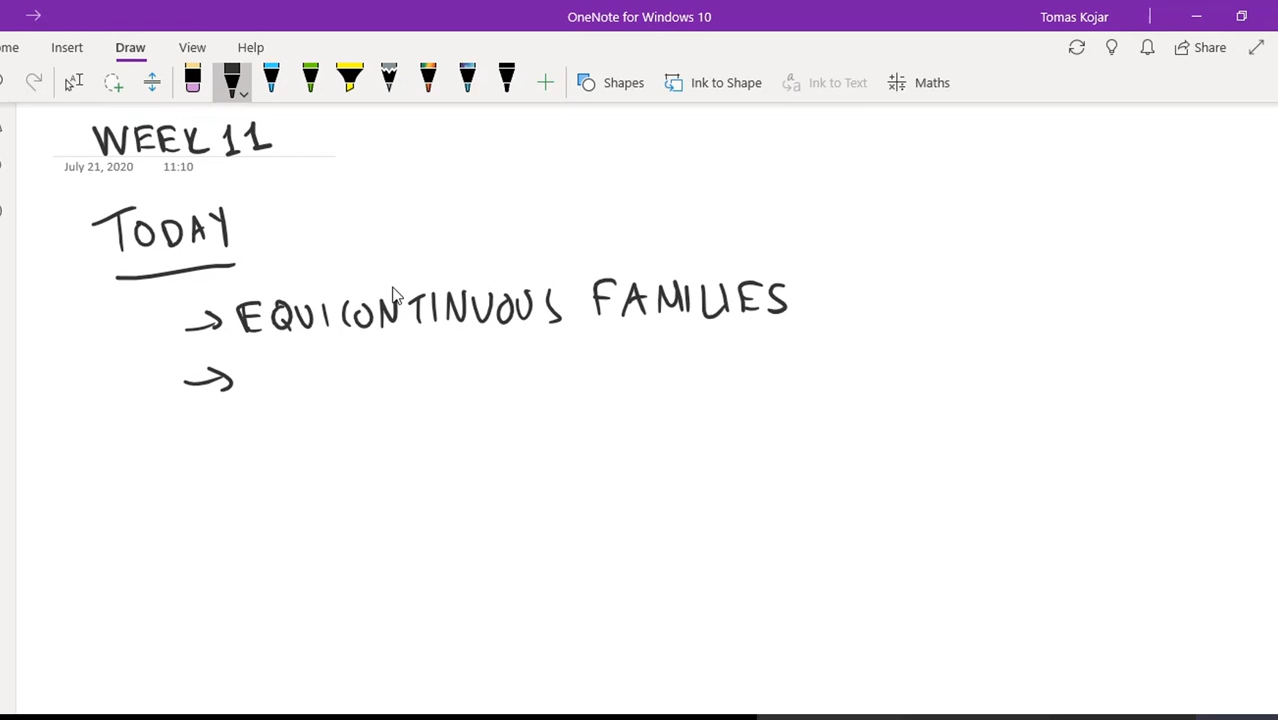 OneNote for Windows 10
Tomas Kojar
ome Insert Draw View Help
Share
Shapes Ink to Shape Ink to Text Maths
WEEK 11
July 21, 2020 11:10
TODAY
→ EQUICONTINUOUS FAMILIES
→